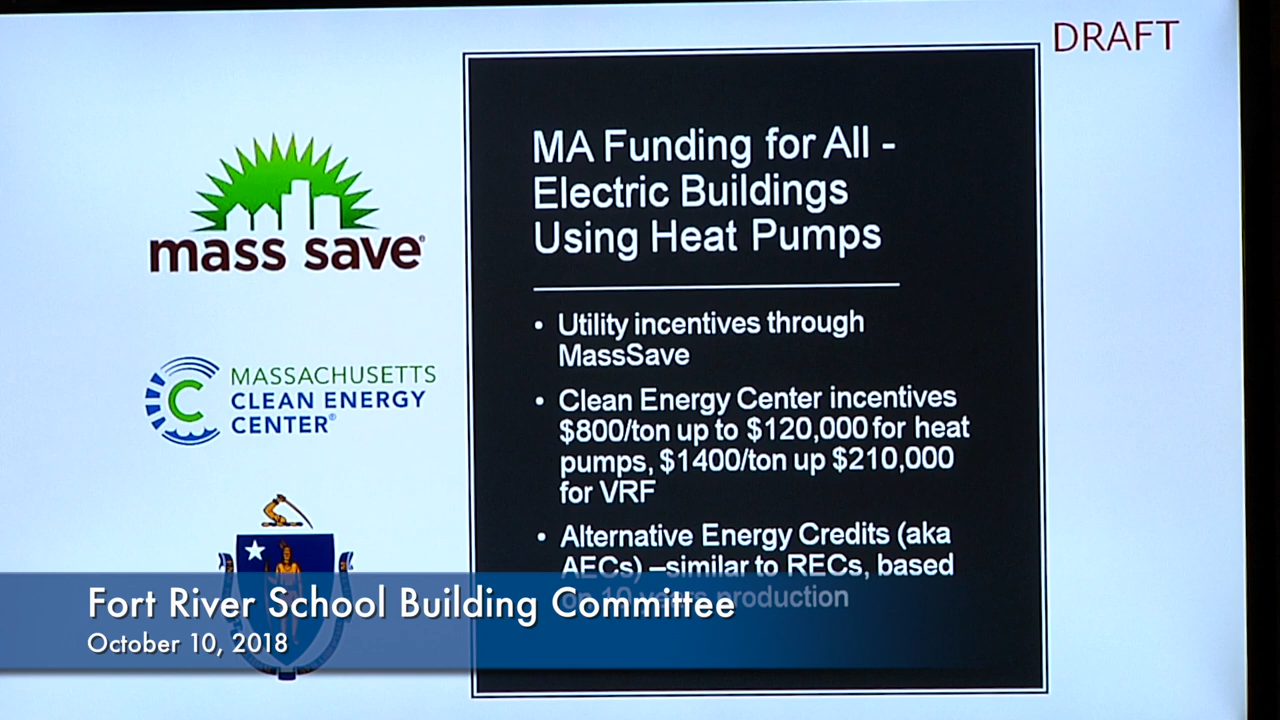 DRAFT
mass save®
MASSACHUSETTS
CLEAN ENERGY
CENTER®
MA Funding for All -
Electric Buildings
Using Heat Pumps
• Utility incentives through
MassSave
• Clean Energy Center incentives
$800/ton up to $120,000 for heat
pumps, $1400/ton up $210,000
for VRF
• Alternative Energy Credits (aka
AECs) –similar to RECs, based
on 10 years production
Fort River School Building Committee
October 10, 2018